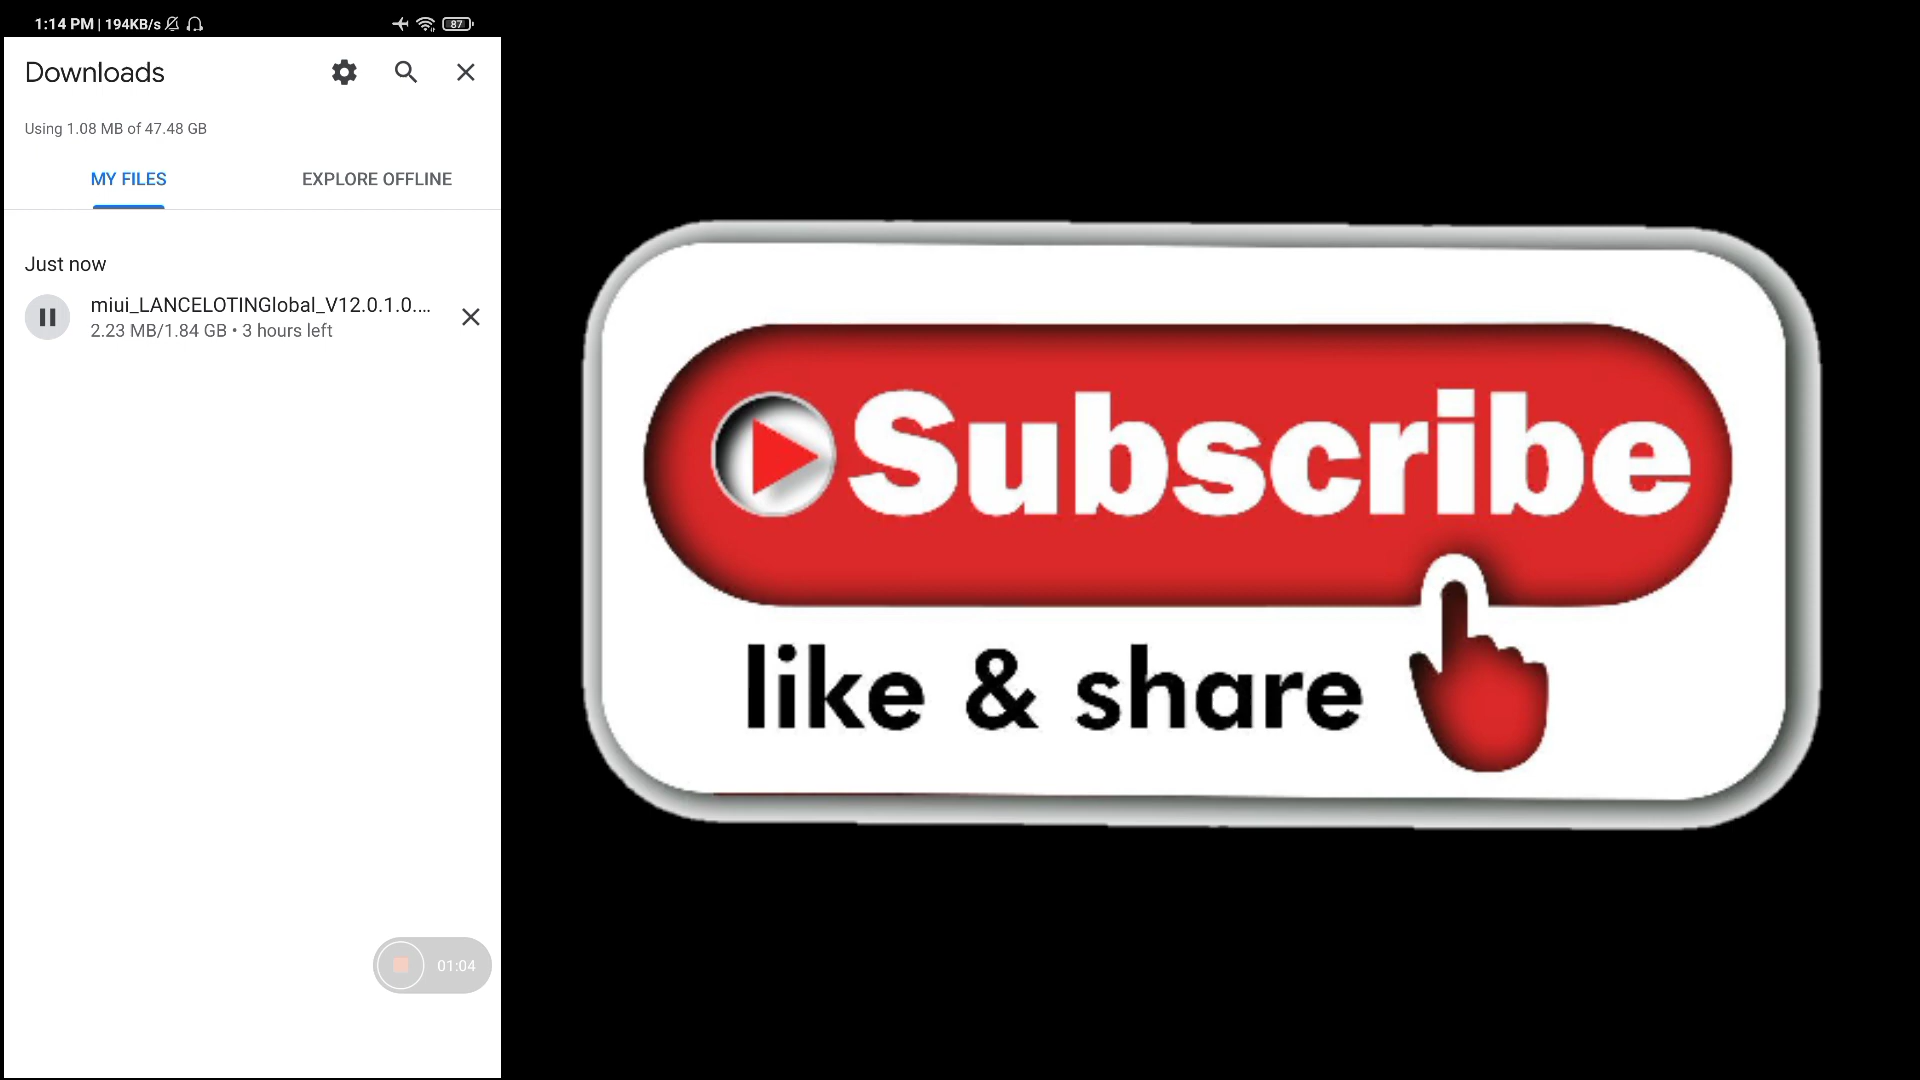 1:14 PM | 194KB/s
87
Downloads
Using 1.08 MB of 47.48 GB
MY FILES
EXPLORE OFFLINE
Just now
miui_LANCELOTINGlobal_V12.0.1.0....
2.23 MB/1.84 GB • 3 hours left
01:04
Subscribe
like & share